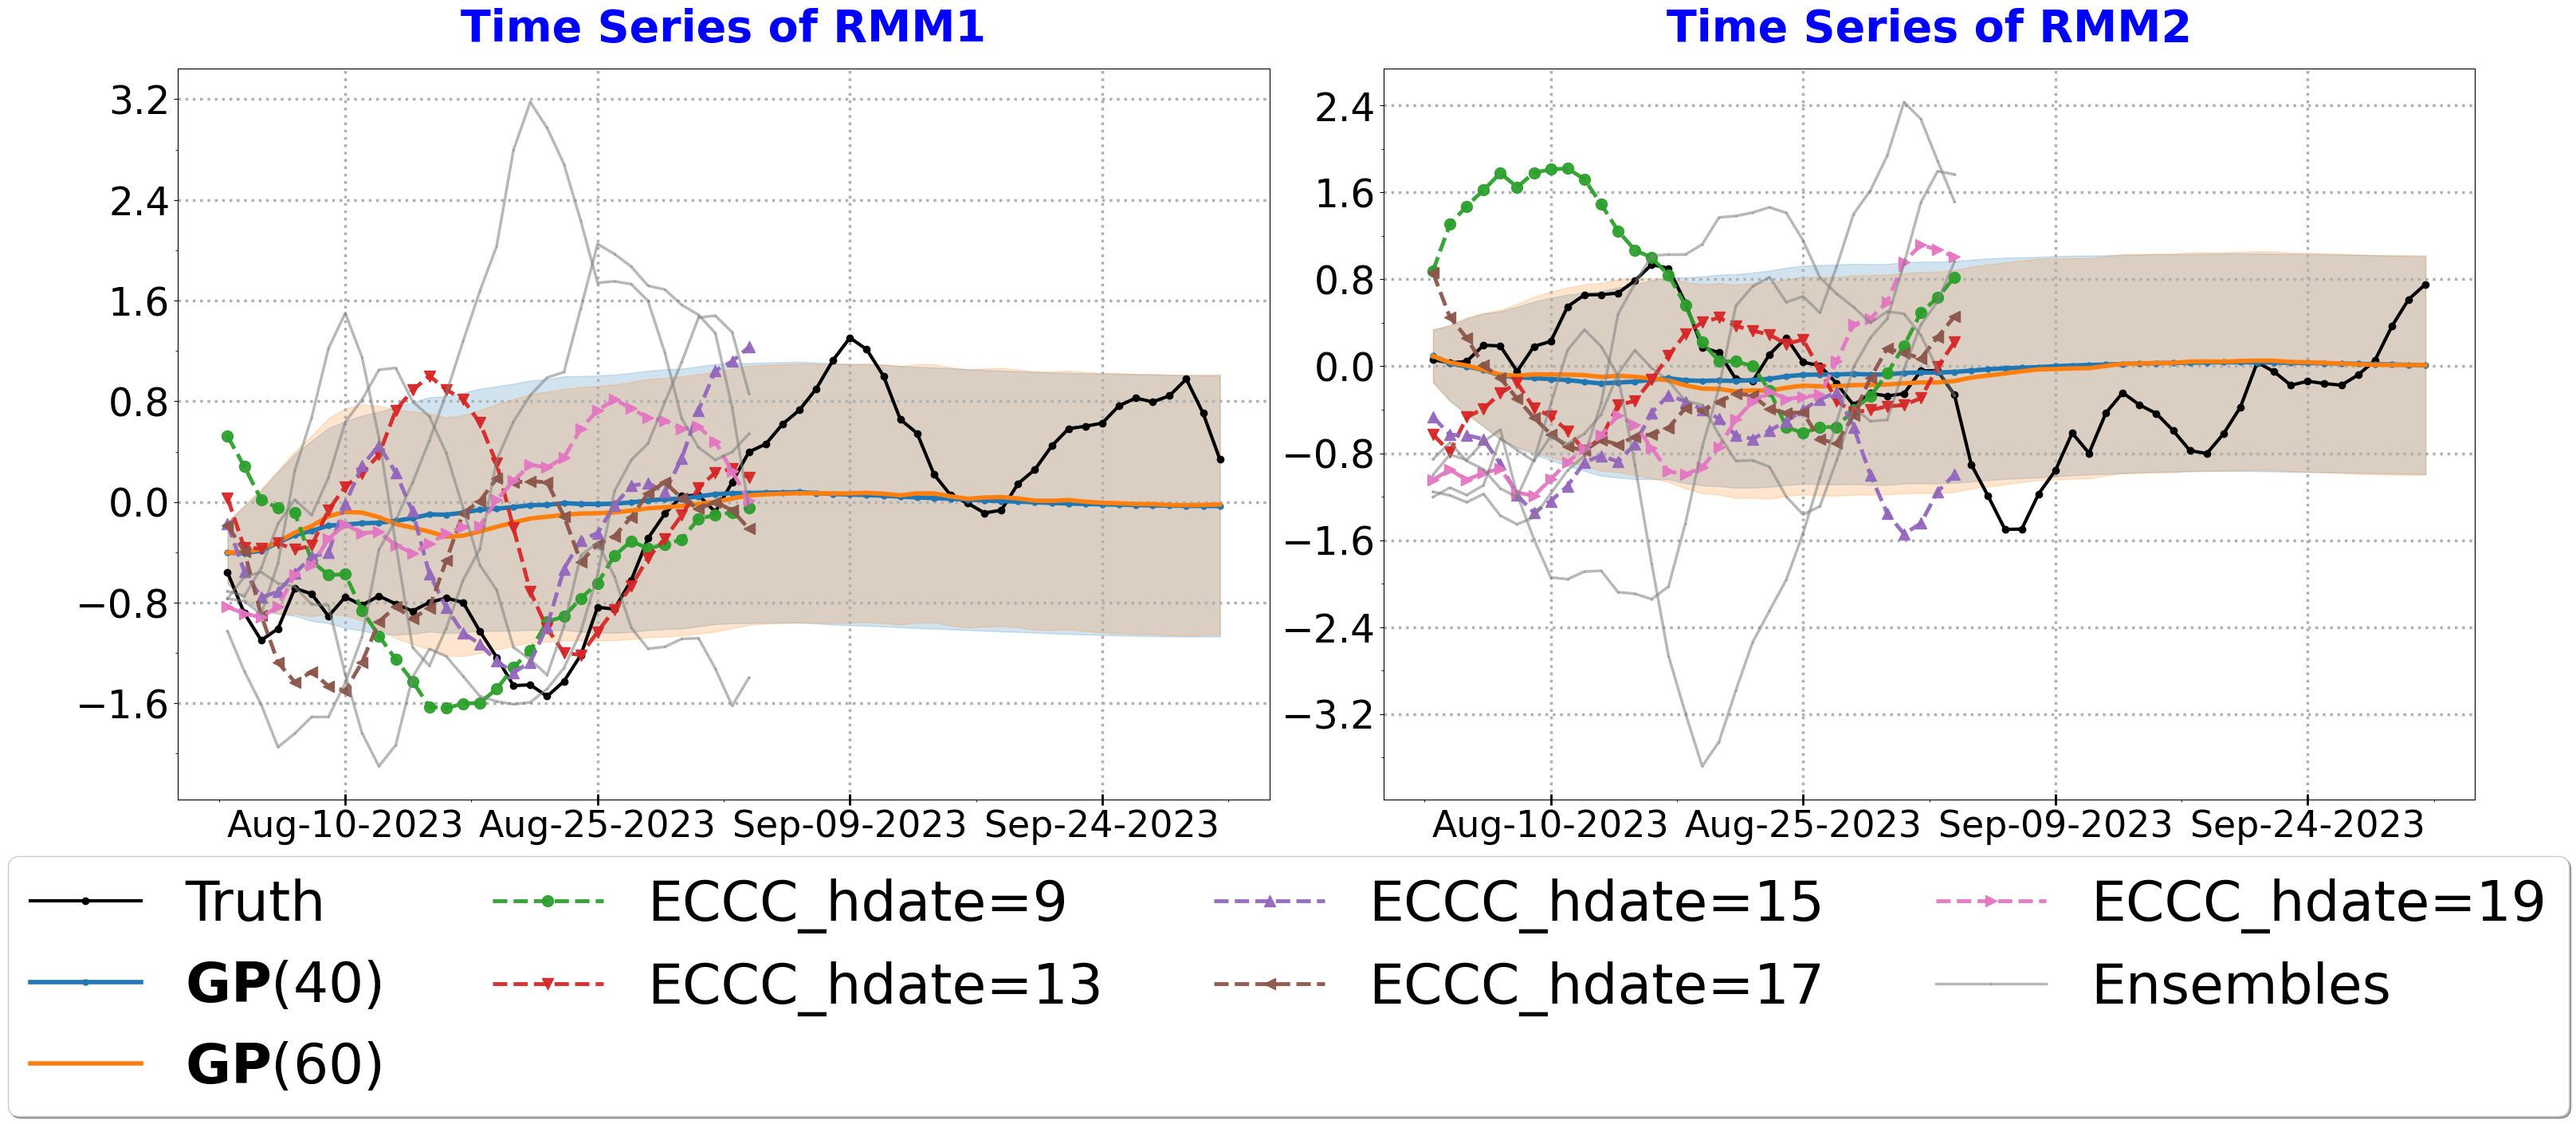 Time Series of RMM1
3.2
2.4
1.6
0.8
0.0
−0.8
−1.6
Aug-10-2023 Aug-25-2023 Sep-09-2023 Sep-24-2023
Time Series of RMM2
2.4
1.6
0.8
0.0
−0.8
−1.6
−2.4
−3.2
Aug-10-2023 Aug-25-2023 Sep-09-2023 Sep-24-2023
Truth
GP(40)
GP(60)
ECCC_hdate=9
ECCC_hdate=13
ECCC_hdate=15
ECCC_hdate=17
ECCC_hdate=19
Ensembles